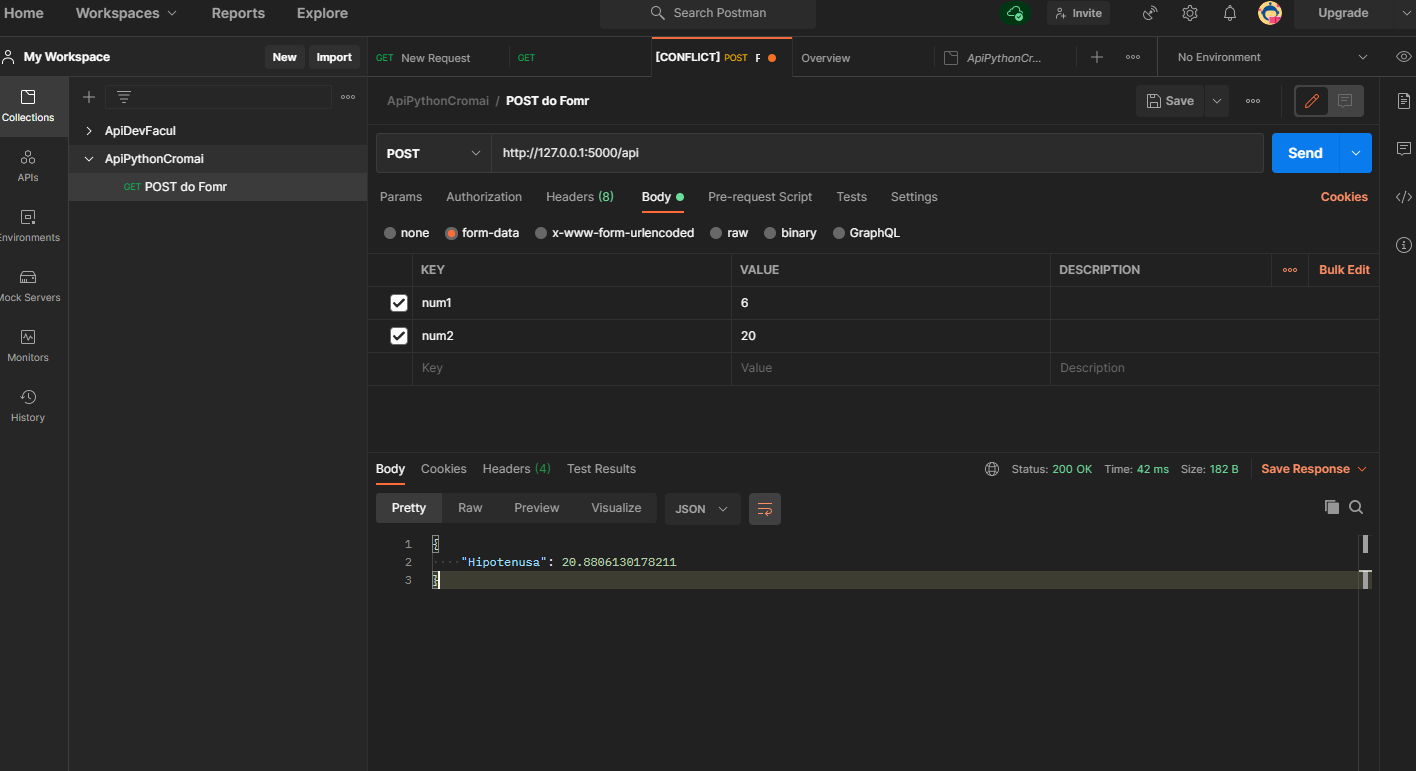 Home Workspaces Reports Explore Search Postman Invite Upgrade
My Workspace New Import GET New Request GET [CONFLICT] POST F Overview ApiPythonCr... No Environment
ApiPythonCromai / POST do Fomr Save
Collections
ApiDevFacul
ApiPythonCromai
GET POST do Fomr
POST http://127.0.0.1:5000/api Send
APIs
Params Authorization Headers (8) Body Pre-request Script Tests Settings Cookies
none form-data x-www-form-urlencoded raw binary GraphQL
Environments
KEY VALUE DESCRIPTION Bulk Edit
num1 6
Mock Servers
num2 20
Monitors
Key Value Description
History
Body Cookies Headers (4) Test Results Status: 200 OK Time: 42 ms Size: 182 B Save Response
Pretty Raw Preview Visualize JSON
1 {
2 "Hipotenusa": 20.8806130178211
3 }